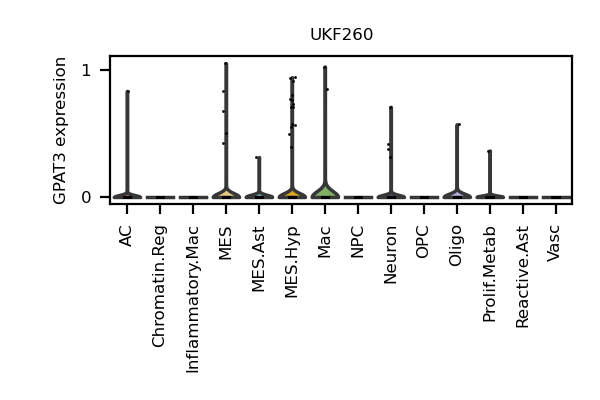 UKF260
GPAT3 expression
1
0
AC
Chromatin.Reg
Inflammatory.Mac
MES
MES.Ast
MES.Hyp
Mac
NPC
Neuron
OPC
Oligo
Prolif.Metab
Reactive.Ast
Vasc